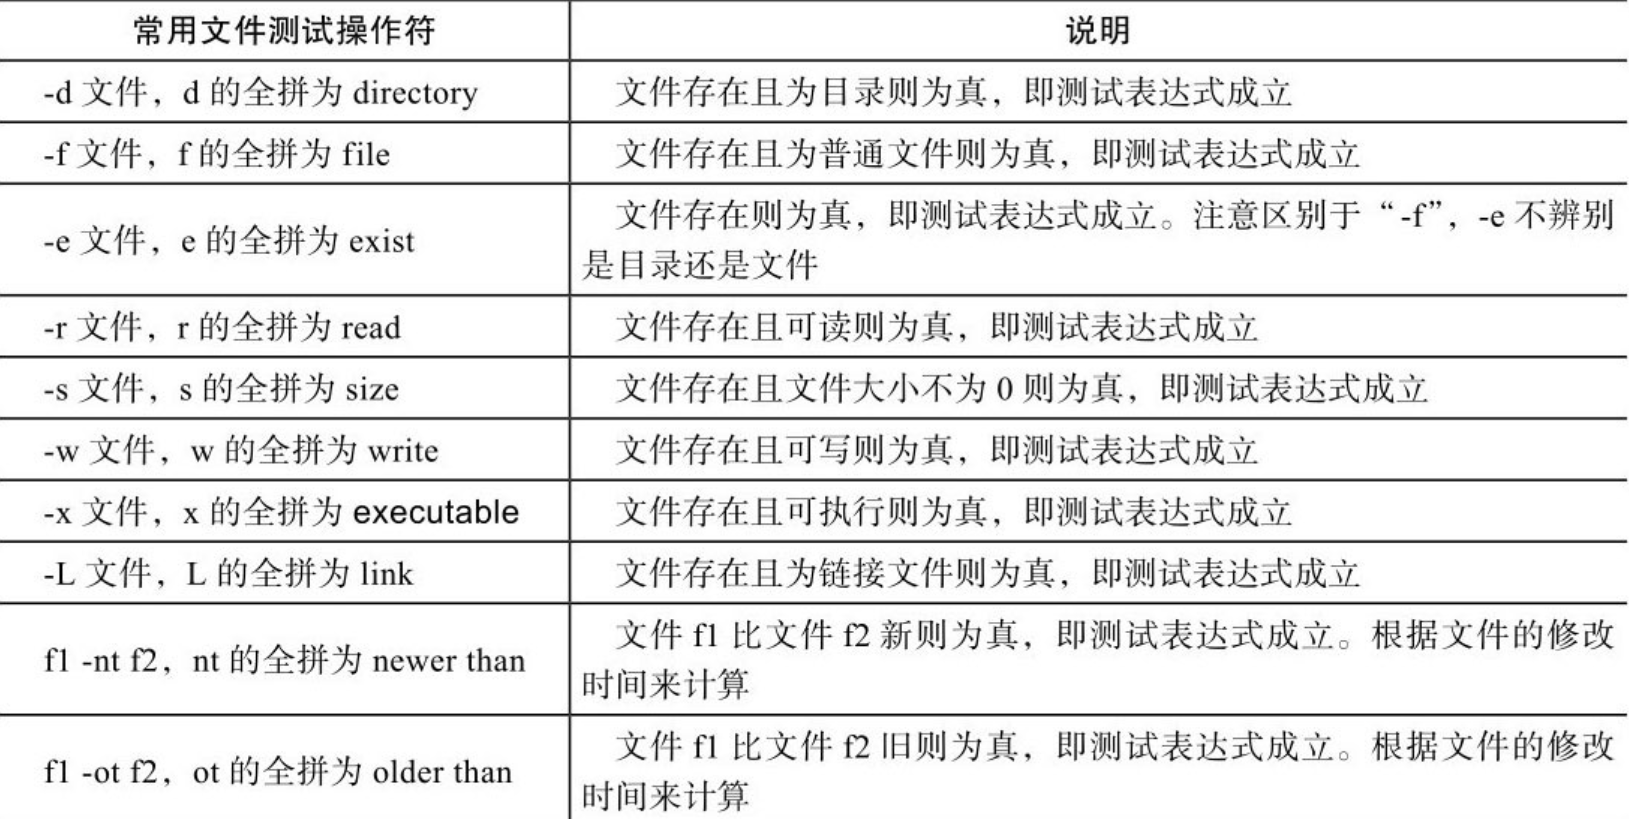 常用文件测试操作符
说明
-d 文件，d 的全拼为 directory
文件存在且为目录则为真，即测试表达式成立
-f 文件，f 的全拼为 file
文件存在且为普通文件则为真，即测试表达式成立
-e 文件，e 的全拼为 exist
文件存在则为真，即测试表达式成立。注意区别于“-f”，-e 不辨别
是目录还是文件
-r 文件，r 的全拼为 read
文件存在且可读则为真，即测试表达式成立
-s 文件，s 的全拼为 size
文件存在且文件大小不为 0 则为真，即测试表达式成立
-w 文件，w 的全拼为 write
文件存在且可写则为真，即测试表达式成立
-x 文件，x 的全拼为 executable
文件存在且可执行则为真，即测试表达式成立
-L 文件，L 的全拼为 link
文件存在且为链接文件则为真，即测试表达式成立
f1 -nt f2，nt 的全拼为 newer than
文件 f1 比文件 f2 新则为真，即测试表达式成立。根据文件的修改
时间来计算
f1 -ot f2，ot 的全拼为 older than
文件 f1 比文件 f2 旧则为真，即测试表达式成立。根据文件的修改
时间来计算